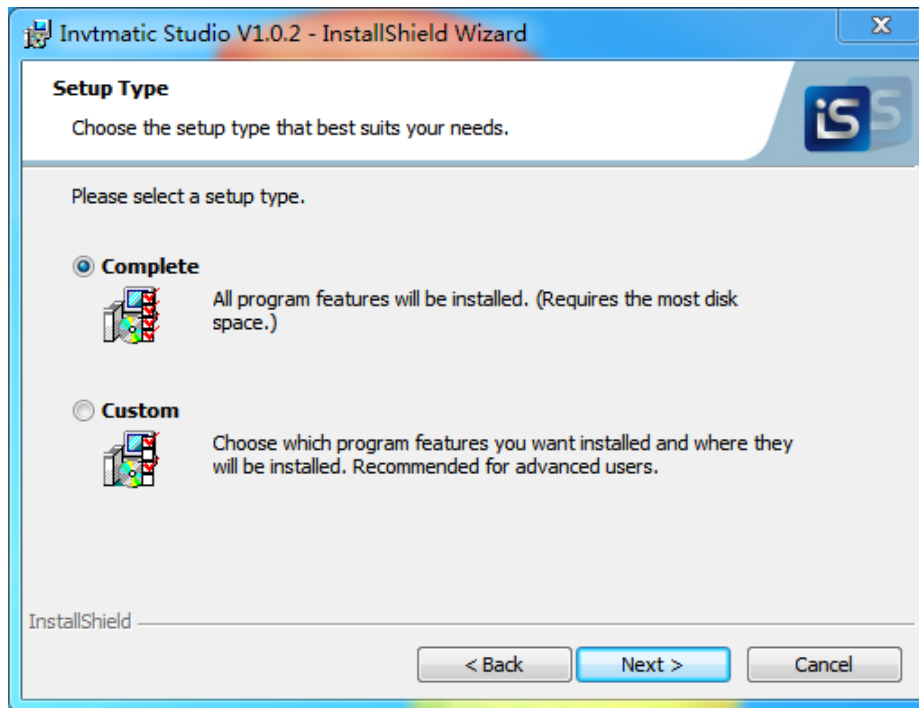 Invtmatic Studio V1.0.2 - InstallShield Wizard
Setup Type
Choose the setup type that best suits your needs.
iS S
Please select a setup type.
Complete
All program features will be installed. (Requires the most disk
space.)
Custom
Choose which program features you want installed and where they
will be installed. Recommended for advanced users.
InstallShield
< Back Next > Cancel